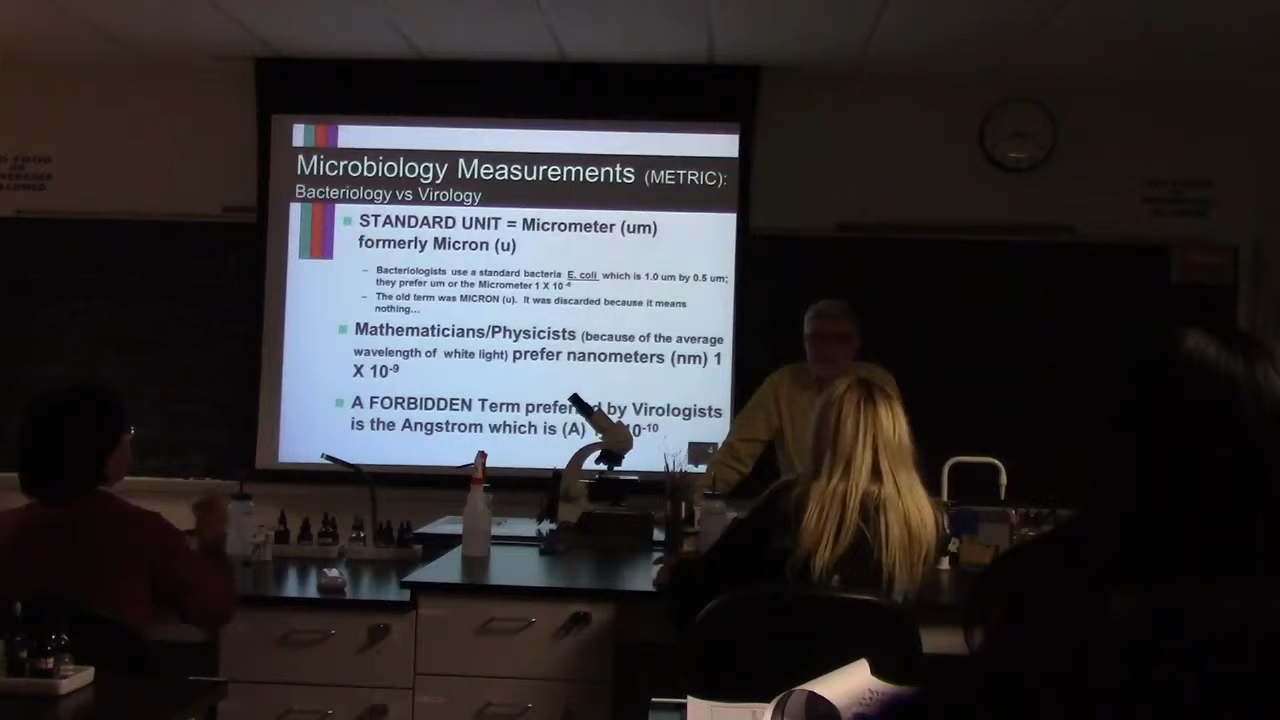 Microbiology Measurements (METRIC):
Bacteriology vs Virology
STANDARD UNIT = Micrometer (um)
formerly Micron (u)
– Bacteriologists use a standard bacteria E. coli which is 1.0 um by 0.5 um;
they prefer um or the Micrometer 1 X 10⁻⁶
– The old term was MICRON (u). It was discarded because it means
nothing...
Mathematicians/Physicists (because of the average
wavelength of white light) prefer nanometers (nm) 1
X 10⁻⁹
A FORBIDDEN Term preferred by Virologists
is the Angstrom which is (A) 10⁻¹⁰